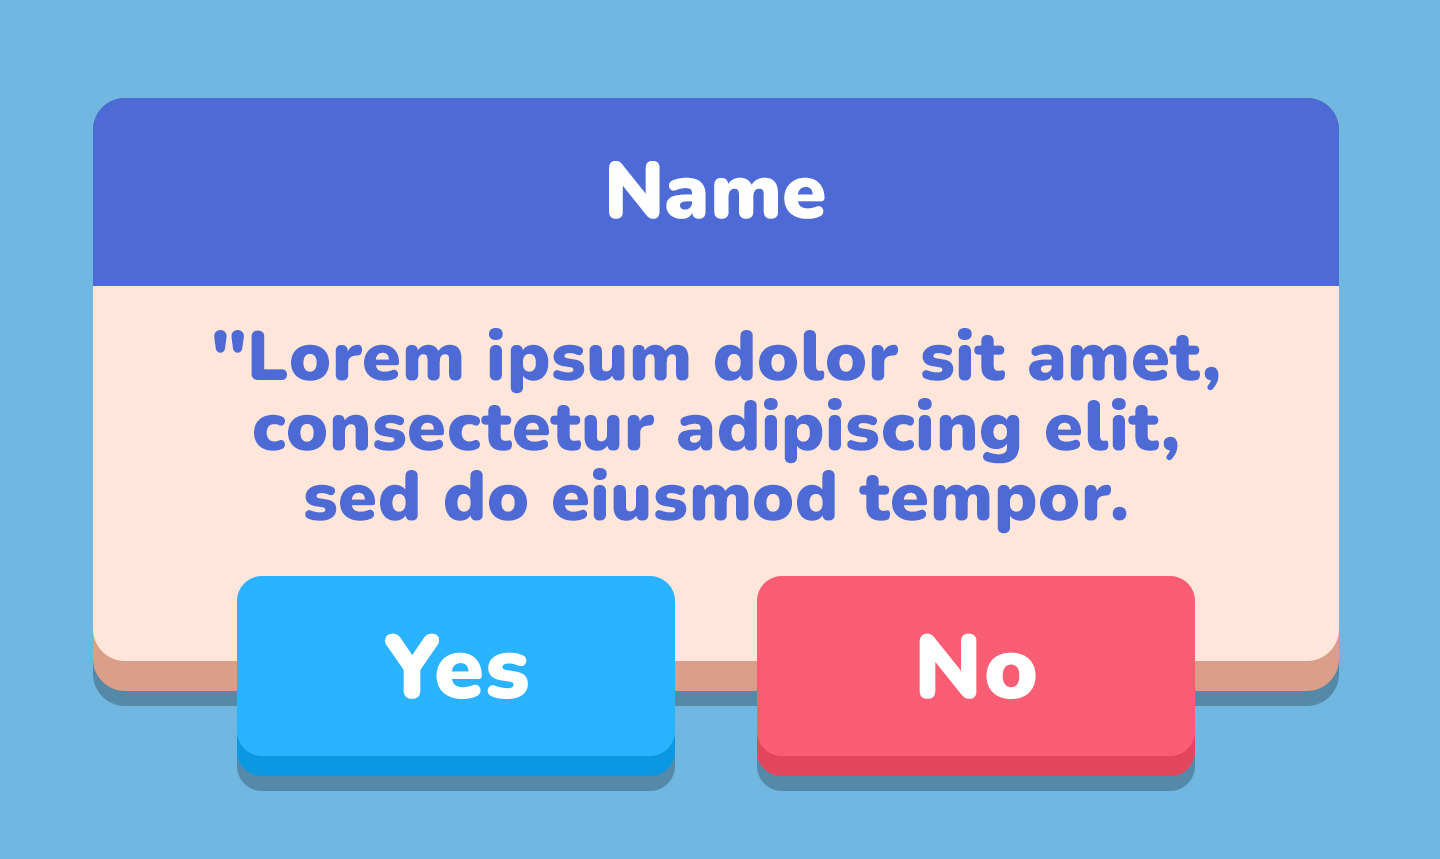 Name
"Lorem ipsum dolor sit amet,
consectetur adipiscing elit,
sed do eiusmod tempor.
Yes
No